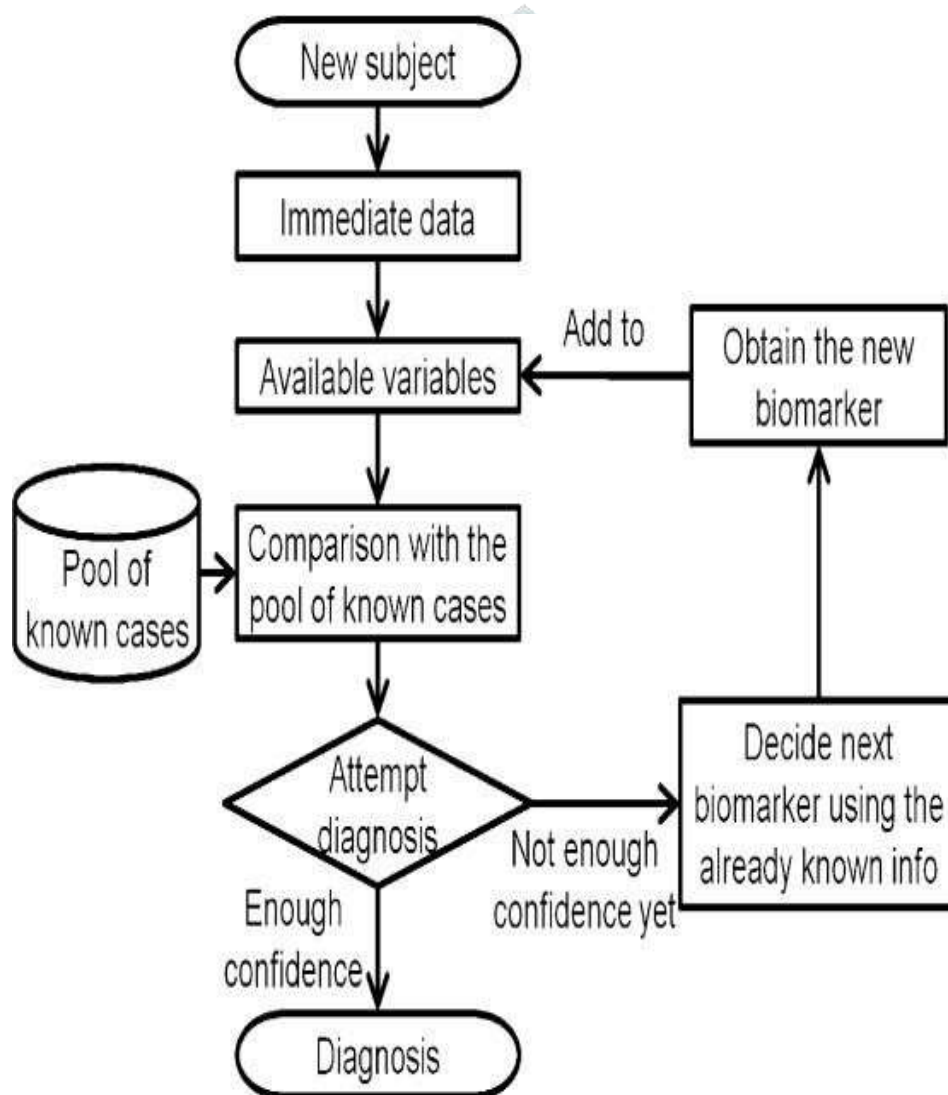 New subject
Immediate data
Available variables
Add to
Obtain the new
biomarker
Pool of
known cases
Comparison with the
pool of known cases
Attempt
diagnosis
Not enough
confidence yet
Decide next
biomarker using the
already known info
Enough
confidence
Diagnosis